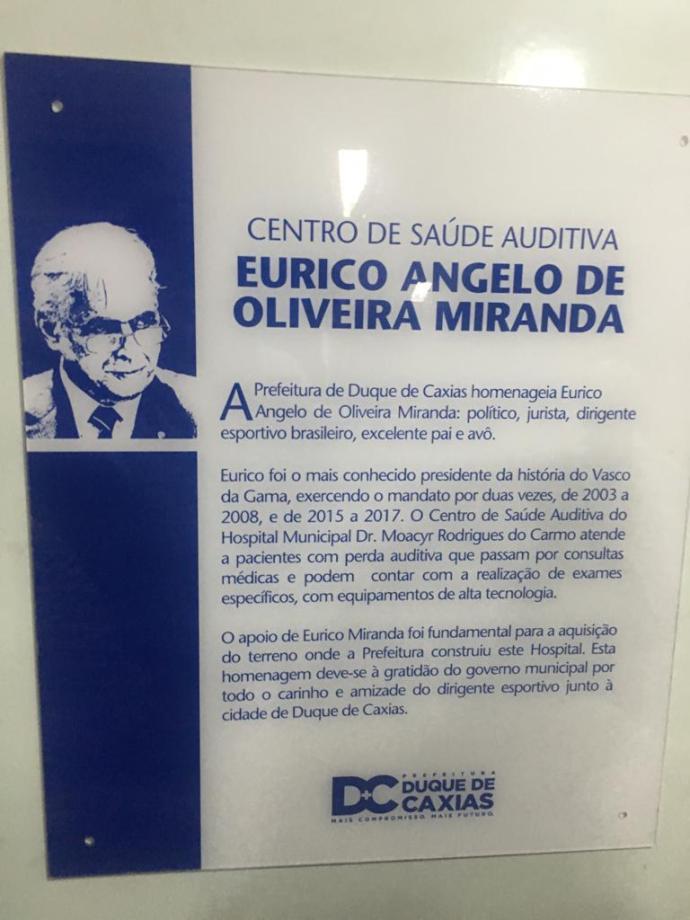 CENTRO DE SAÚDE AUDITIVA
EURICO ANGELO DE
OLIVEIRA MIRANDA
A Prefeitura de Duque de Caxias homenageia Eurico
Angelo de Oliveira Miranda: político, jurista, dirigente
esportivo brasileiro, excelente pai e avô.
Eurico foi o mais conhecido presidente da história do Vasco
da Gama, exercendo o mandato por duas vezes, de 2003 a
2008, e de 2015 a 2017. O Centro de Saúde Auditiva do
Hospital Municipal Dr. Moacyr Rodrigues do Carmo atende
a pacientes com perda auditiva que passam por consultas
médicas e podem contar com a realização de exames
específicos, com equipamentos de alta tecnologia.
O apoio de Eurico Miranda foi fundamental para a aquisição
do terreno onde a Prefeitura construiu este Hospital. Esta
homenagem deve-se à gratidão do governo municipal por
todo o carinho e amizade do dirigente esportivo junto à
cidade de Duque de Caxias.
PREFEITURA
D+C DUQUE DE
CAXIAS
MAIS COMPROMISSO. MAIS FUTURO.